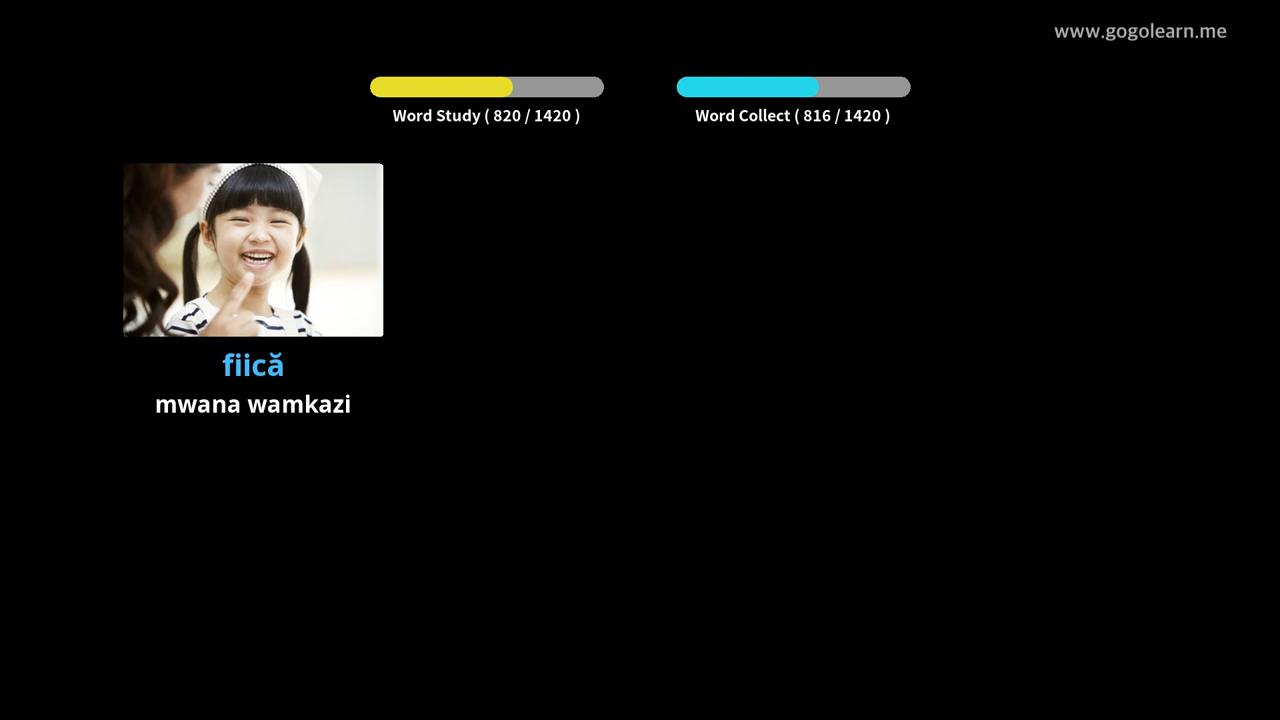 www.gogolearn.me
Word Study ( 820 / 1420 )
Word Collect ( 816 / 1420 )
fiică
mwana wamkazi